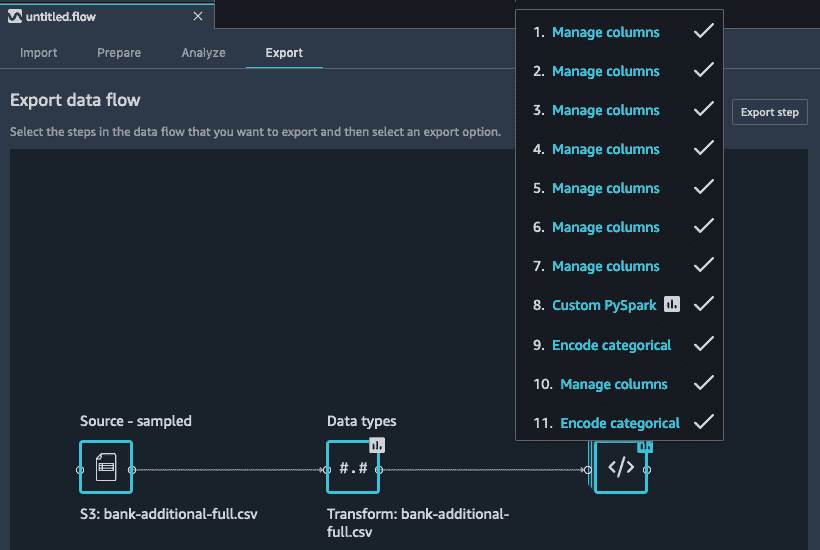 untitled.flow
Import Prepare Analyze Export
Export data flow
Select the steps in the data flow that you want to export and then select an export option.
Export step
1. Manage columns
2. Manage columns
3. Manage columns
4. Manage columns
5. Manage columns
6. Manage columns
7. Manage columns
8. Custom PySpark
9. Encode categorical
10. Manage columns
11. Encode categorical
Source - sampled
S3: bank-additional-full.csv
Data types
#.#
Transform: bank-additional-
full.csv
</>